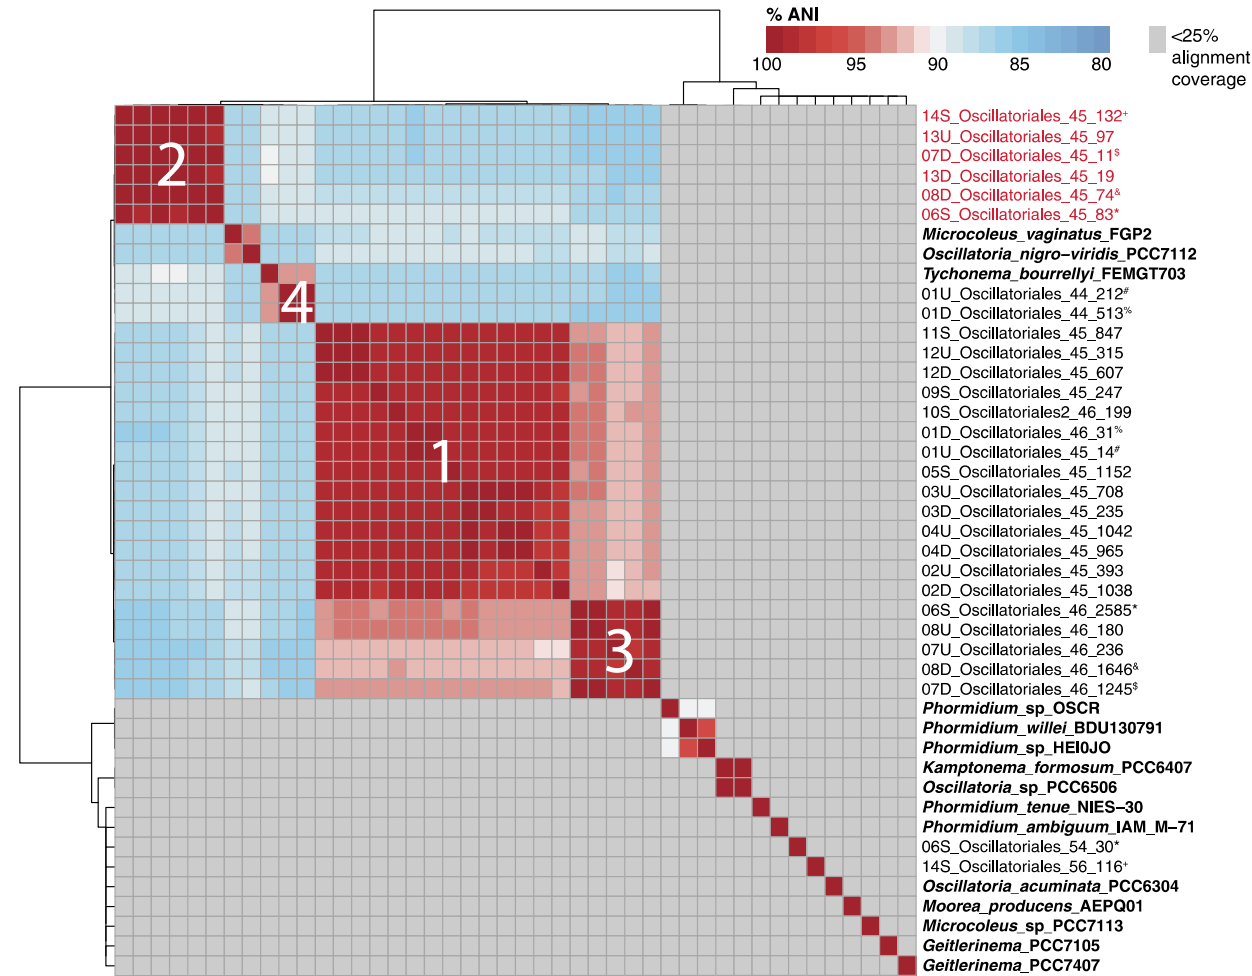 % ANI
100
95
90
85
80
<25%
alignment
coverage
14S_Oscillatoriales_45_132+
13U_Oscillatoriales_45_97
07D_Oscillatoriales_45_11$
13D_Oscillatoriales_45_19
08D_Oscillatoriales_45_74&
06S_Oscillatoriales_45_83*
Microcoleus_vaginatus_FGP2
Oscillatoria_nigro−viridis_PCC7112
Tychonema_bourrellyi_FEMGT703
01U_Oscillatoriales_44_212#
01D_Oscillatoriales_44_513%
11S_Oscillatoriales_45_847
12U_Oscillatoriales_45_315
12D_Oscillatoriales_45_607
09S_Oscillatoriales_45_247
10S_Oscillatoriales2_46_199
01D_Oscillatoriales_46_31%
01U_Oscillatoriales_45_14#
05S_Oscillatoriales_45_1152
03U_Oscillatoriales_45_708
03D_Oscillatoriales_45_235
04U_Oscillatoriales_45_1042
04D_Oscillatoriales_45_965
02U_Oscillatoriales_45_393
02D_Oscillatoriales_45_1038
06S_Oscillatoriales_46_2585*
08U_Oscillatoriales_46_180
07U_Oscillatoriales_46_236
08D_Oscillatoriales_46_1646&
07D_Oscillatoriales_46_1245$
Phormidium_sp_OSCR
Phormidium_willei_BDU130791
Phormidium_sp_HEI0JO
Kamptonema_formosum_PCC6407
Oscillatoria_sp_PCC6506
Phormidium_tenue_NIES−30
Phormidium_ambiguum_IAM_M−71
06S_Oscillatoriales_54_30*
14S_Oscillatoriales_56_116+
Oscillatoria_acuminata_PCC6304
Moorea_producens_AEPQ01
Microcoleus_sp_PCC7113
Geitlerinema_PCC7105
Geitlerinema_PCC7407
2
4
1
3